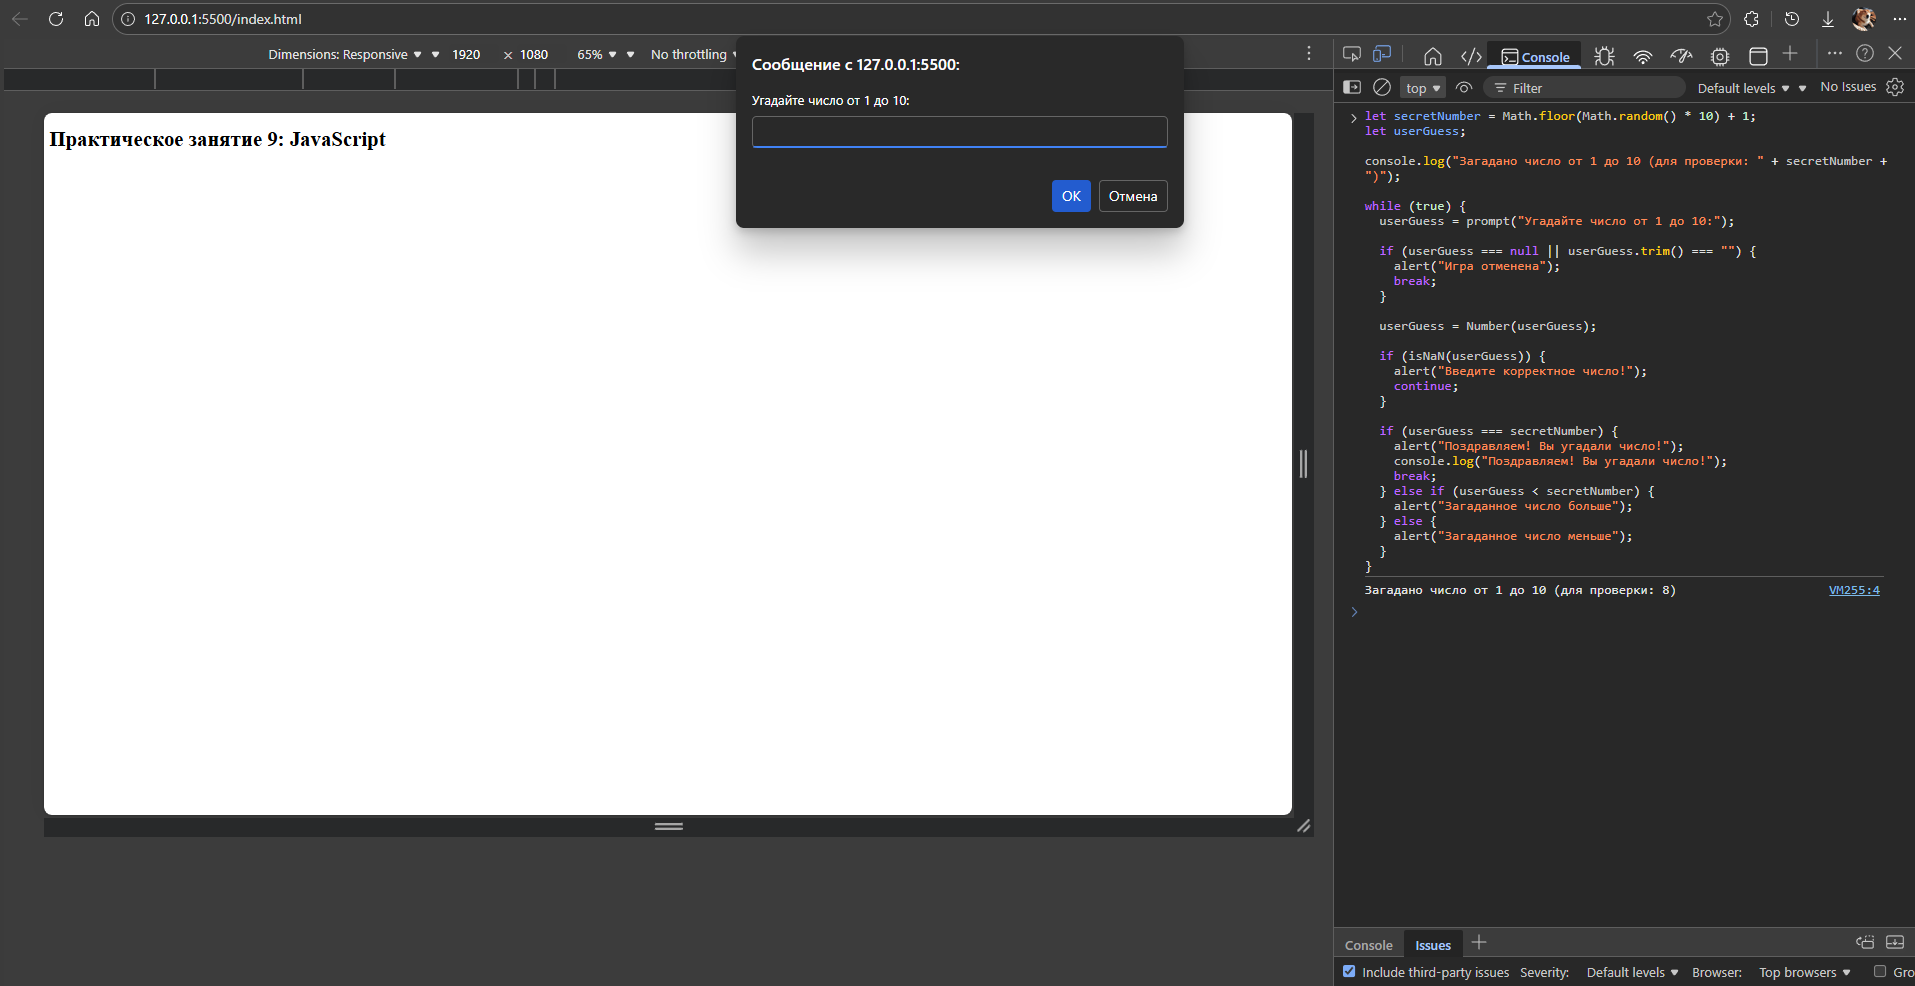 127.0.0.1:5500/index.html
Dimensions: Responsive 1920 × 1080 65% No throttling
Сообщение с 127.0.0.1:5500:
Угадайте число от 1 до 10:
OK Отмена
Практическое занятие 9: JavaScript
Console
top Filter Default levels No Issues
let secretNumber = Math.floor(Math.random() * 10) + 1;
let userGuess;
console.log("Загадано число от 1 до 10 (для проверки: " + secretNumber +
")");
while (true) {
userGuess = prompt("Угадайте число от 1 до 10:");
if (userGuess === null || userGuess.trim() === "") {
alert("Игра отменена");
break;
}
userGuess = Number(userGuess);
if (isNaN(userGuess)) {
alert("Введите корректное число!");
continue;
}
if (userGuess === secretNumber) {
alert("Поздравляем! Вы угадали число!");
console.log("Поздравляем! Вы угадали число!");
break;
} else if (userGuess < secretNumber) {
alert("Загаданное число больше");
} else {
alert("Загаданное число меньше");
}
}
Загадано число от 1 до 10 (для проверки: 8) VM255:4
Console Issues
Include third-party issues Severity: Default levels Browser: Top browsers Gro